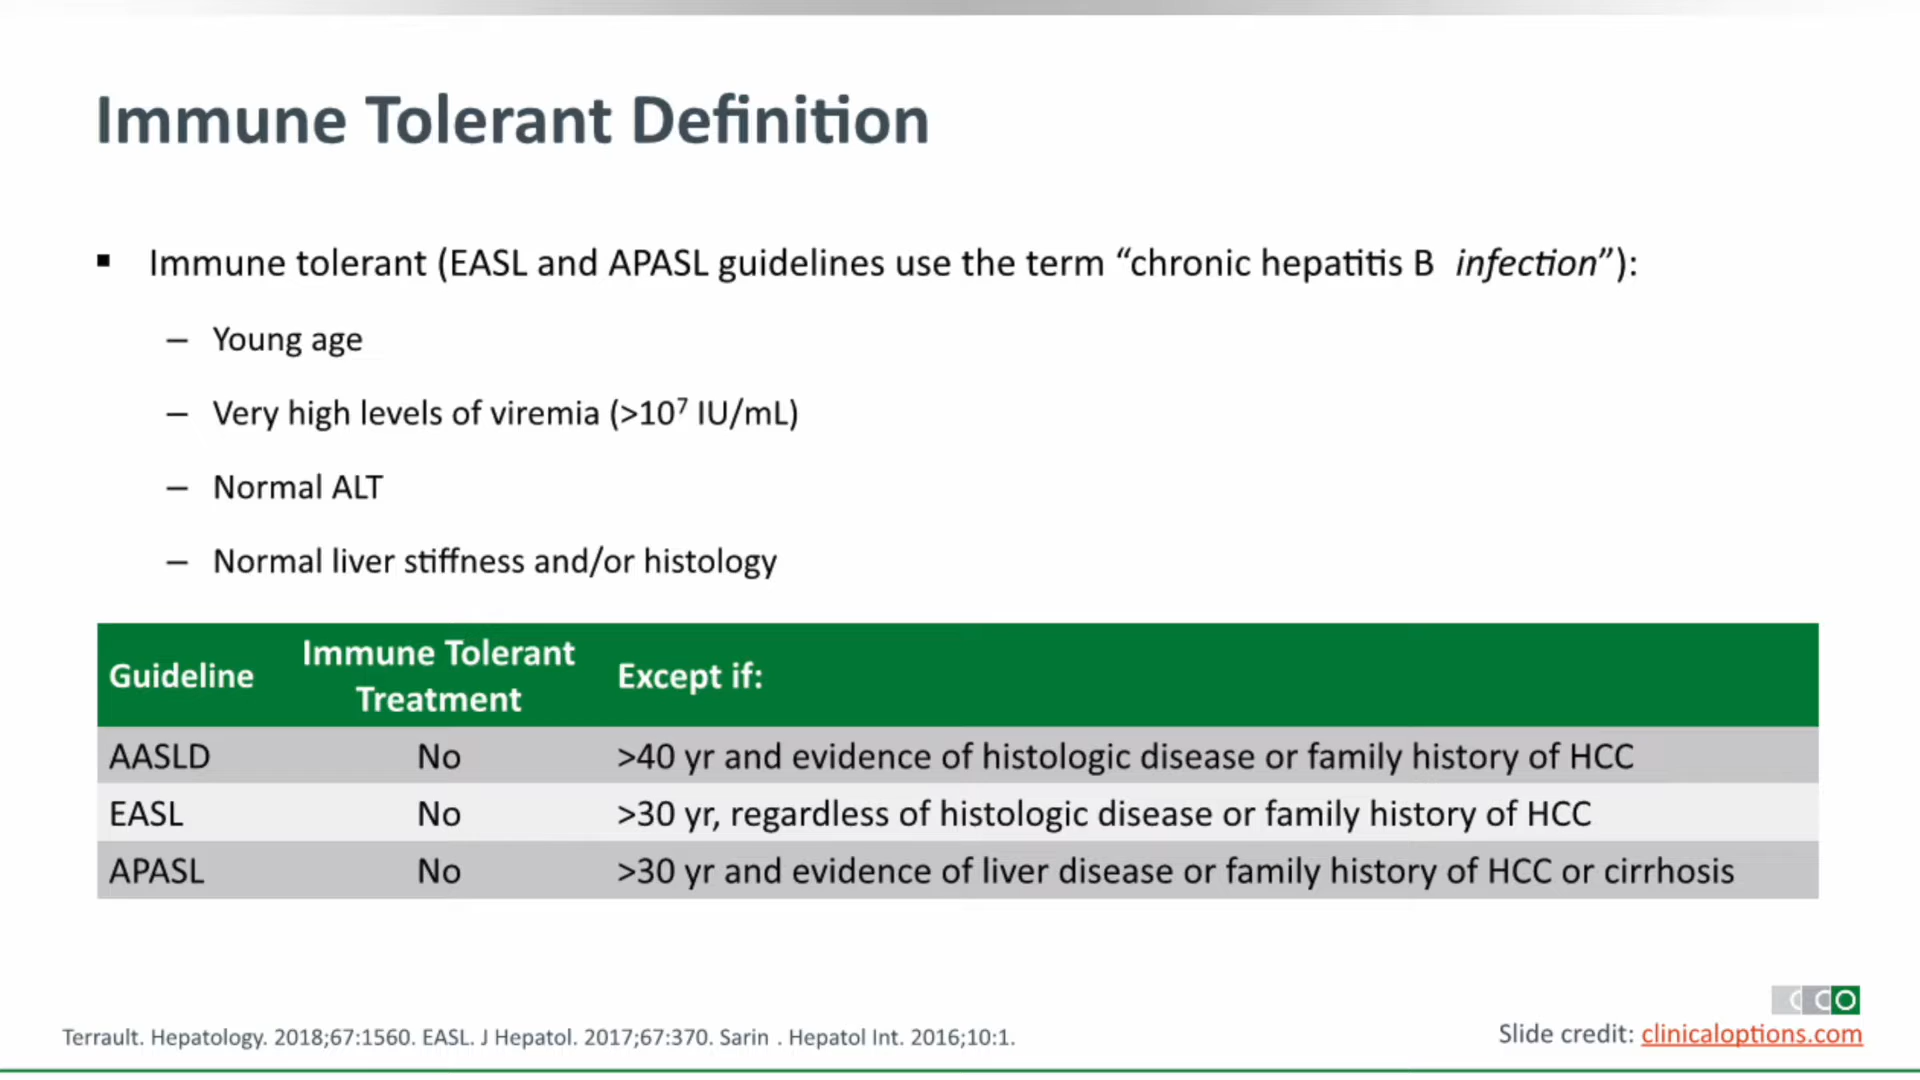 Immune Tolerant Definition
▪ Immune tolerant (EASL and APASL guidelines use the term “chronic hepatitis B infection”):
– Young age
– Very high levels of viremia (>10⁷ IU/mL)
– Normal ALT
– Normal liver stiffness and/or histology
Guideline Immune Tolerant Treatment Except if:
AASLD No >40 yr and evidence of histologic disease or family history of HCC
EASL No >30 yr, regardless of histologic disease or family history of HCC
APASL No >30 yr and evidence of liver disease or family history of HCC or cirrhosis
CCO
Terrault. Hepatology. 2018;67:1560. EASL. J Hepatol. 2017;67:370. Sarin . Hepatol Int. 2016;10:1.
Slide credit: clinicaloptions.com